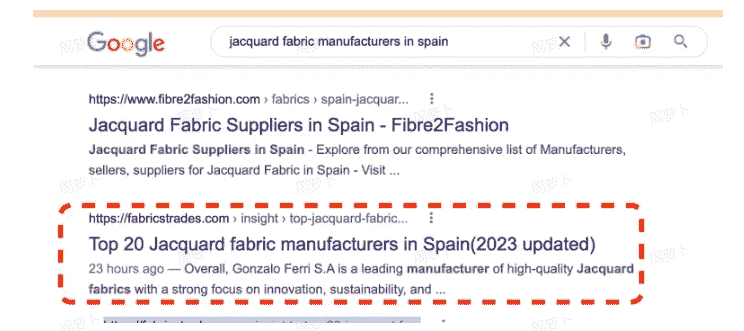 Google
jacquard fabric manufacturers in spain
https://www.fibre2fashion.com › fabrics › spain-jacquar...
Jacquard Fabric Suppliers in Spain - Fibre2Fashion
Jacquard Fabric Suppliers in Spain - Explore from our comprehensive list of Manufacturers,
sellers, suppliers for Jacquard Fabric in Spain - Visit ...
https://fabricstrades.com › insight › top-jacquard-fabric...
Top 20 Jacquard fabric manufacturers in Spain(2023 updated)
23 hours ago — Overall, Gonzalo Ferri S.A is a leading manufacturer of high-quality Jacquard
fabrics with a strong focus on innovation, sustainability, and ...